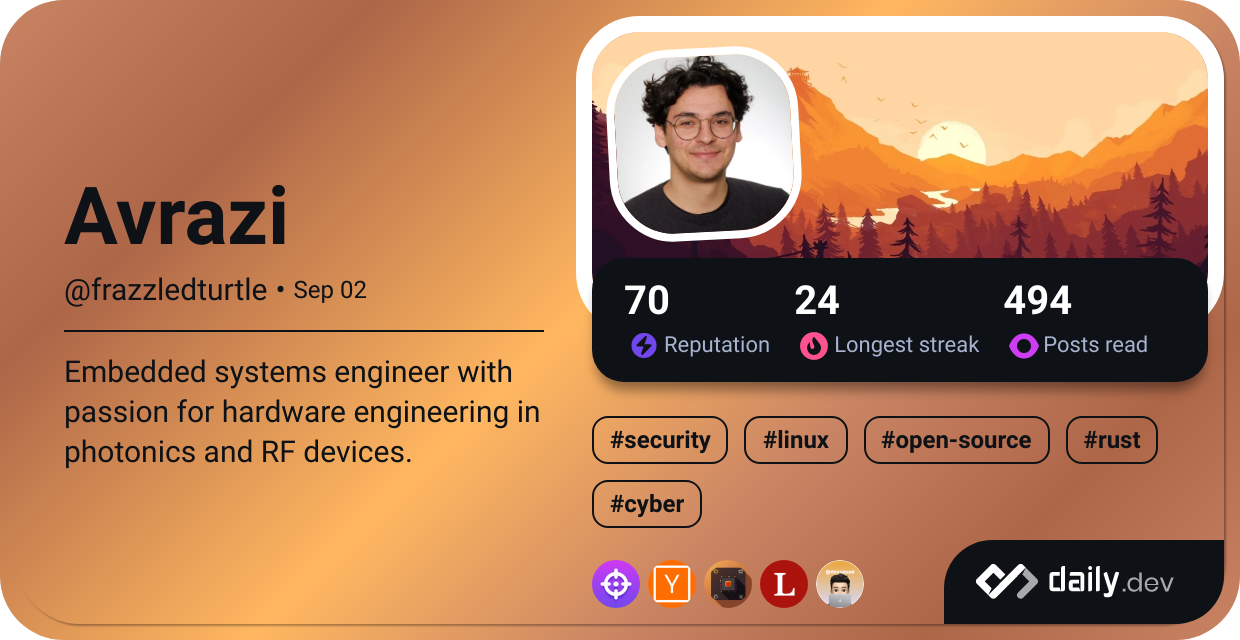 Avrazi
@frazzledturtle • Sep 02
Embedded systems engineer with
passion for hardware engineering in
photonics and RF devices.
70 24 494
Reputation Longest streak Posts read
#security #linux #open-source #rust
#cyber
Y L
daily.dev